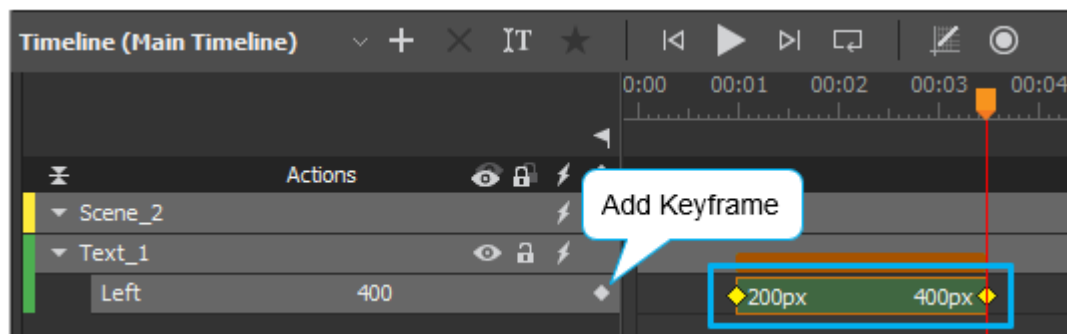 Timeline (Main Timeline) IT
0:00 00:01 00:02 00:03 00:04
Actions
Scene_2
Add Keyframe
Text_1
Left 400 200px 400px